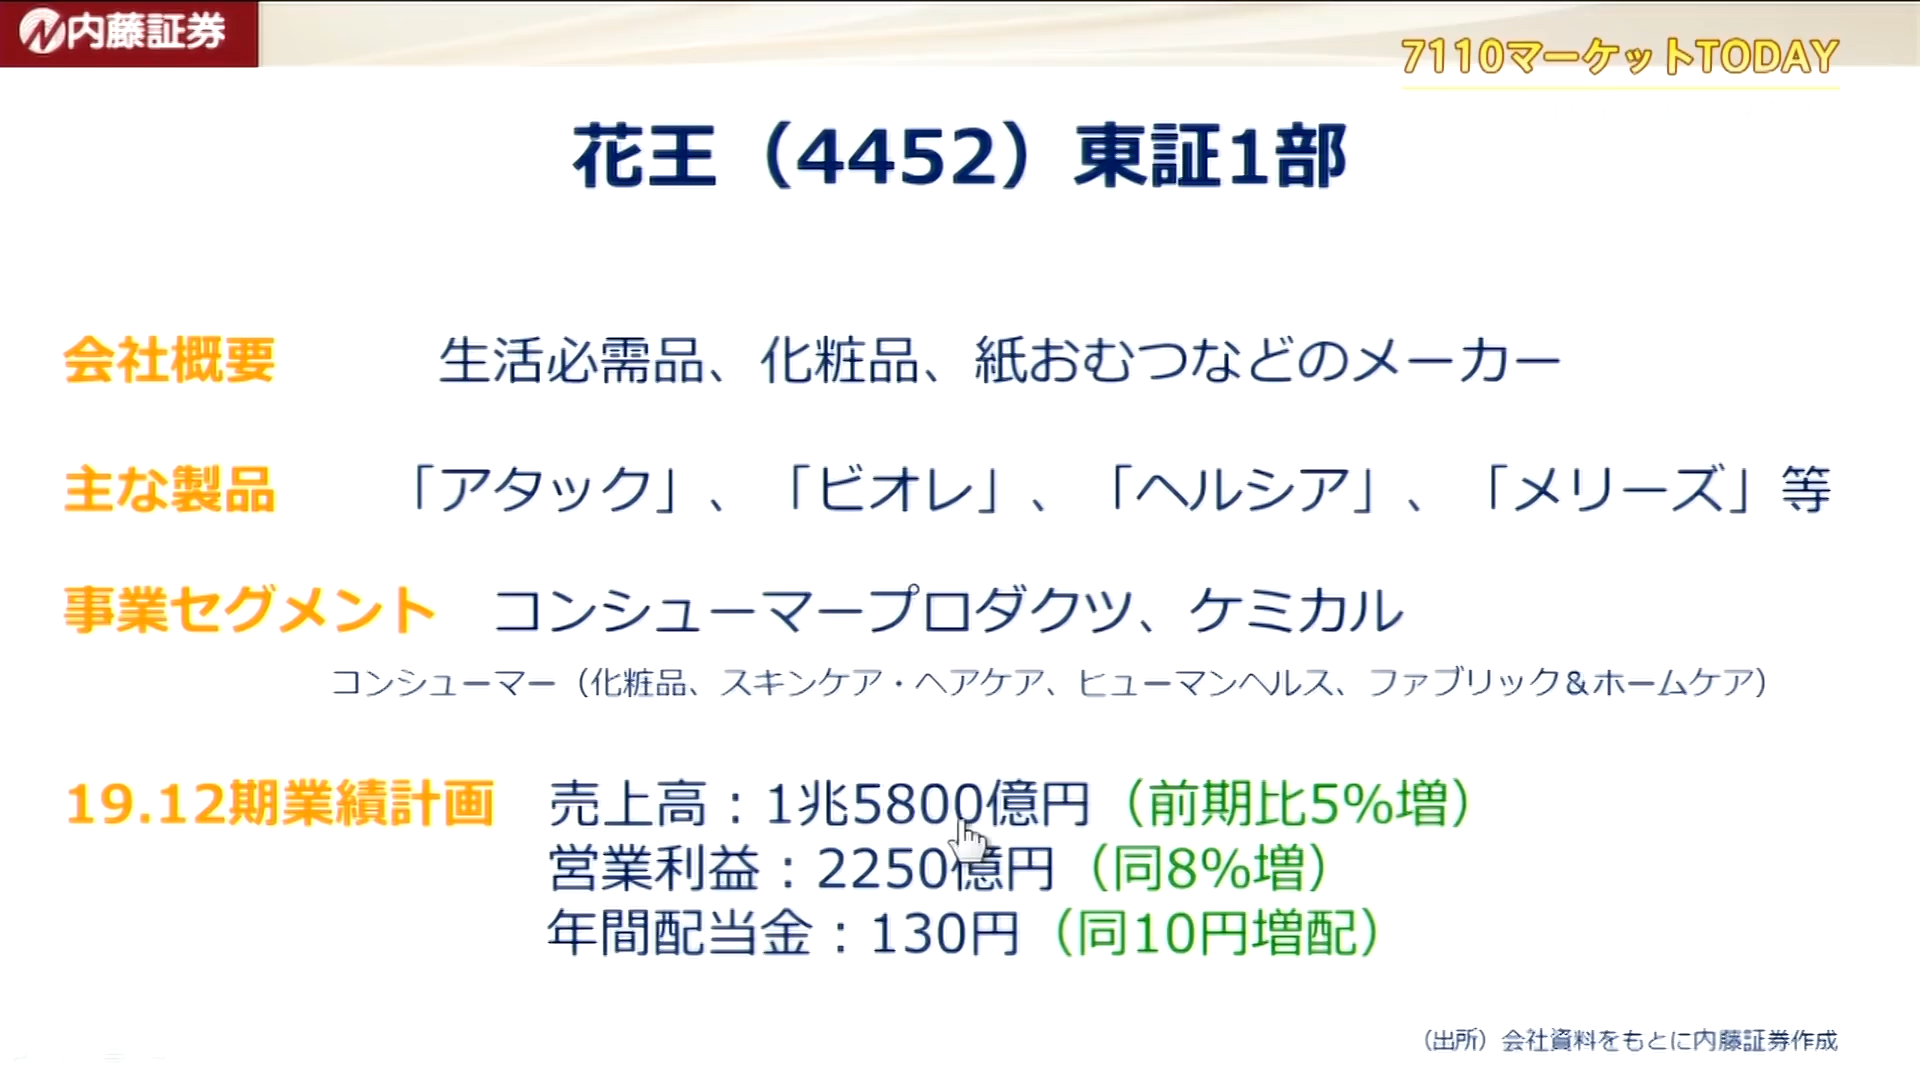 内藤証券
7110マーケットTODAY
花王（4452）東証1部
会社概要 生活必需品、化粧品、紙おむつなどのメーカー
主な製品 「アタック」、「ビオレ」、「ヘルシア」、「メリーズ」等
事業セグメント コンシューマープロダクツ、ケミカル
コンシューマー（化粧品、スキンケア・ヘアケア、ヒューマンヘルス、ファブリック＆ホームケア）
19.12期業績計画 売上高：1兆5800億円（前期比5%増）
営業利益：2250億円（同8%増）
年間配当金：130円（同10円増配）
（出所）会社資料をもとに内藤証券作成